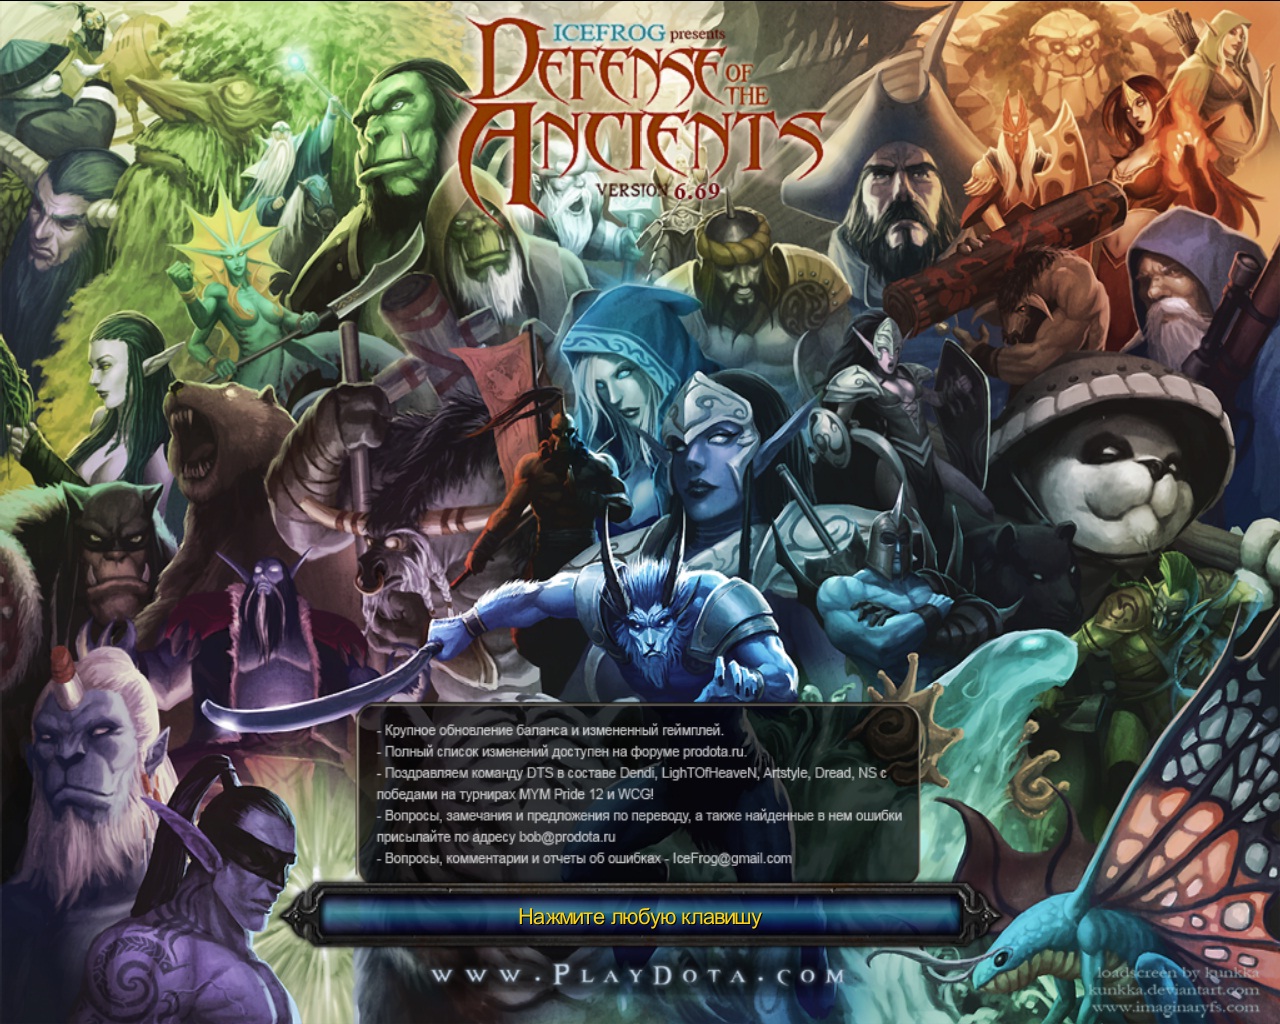 ICEFROG presents
DEFENSE OF THE
ANCIENTS
VERSION 6.69
- Крупное обновление баланса и измененный геймплей.
- Полный список изменений доступен на форуме prodota.ru.
- Поздравляем команду DTS в составе Dendi, LighTOfHeaveN, Artstyle, Dread, NS с
победами на турнирах MYM Pride 12 и WCG!
- Вопросы, замечания и предложения по переводу, а также найденные в нем ошибки
присылайте по адресу bob@prodota.ru
- Вопросы, комментарии и отчеты об ошибках - IceFrog@gmail.com
Нажмите любую клавишу
WWW.PLAYDOTA.COM
loadscreen by kunkka
kunkka.deviantart.com
www.imaginaryfs.com